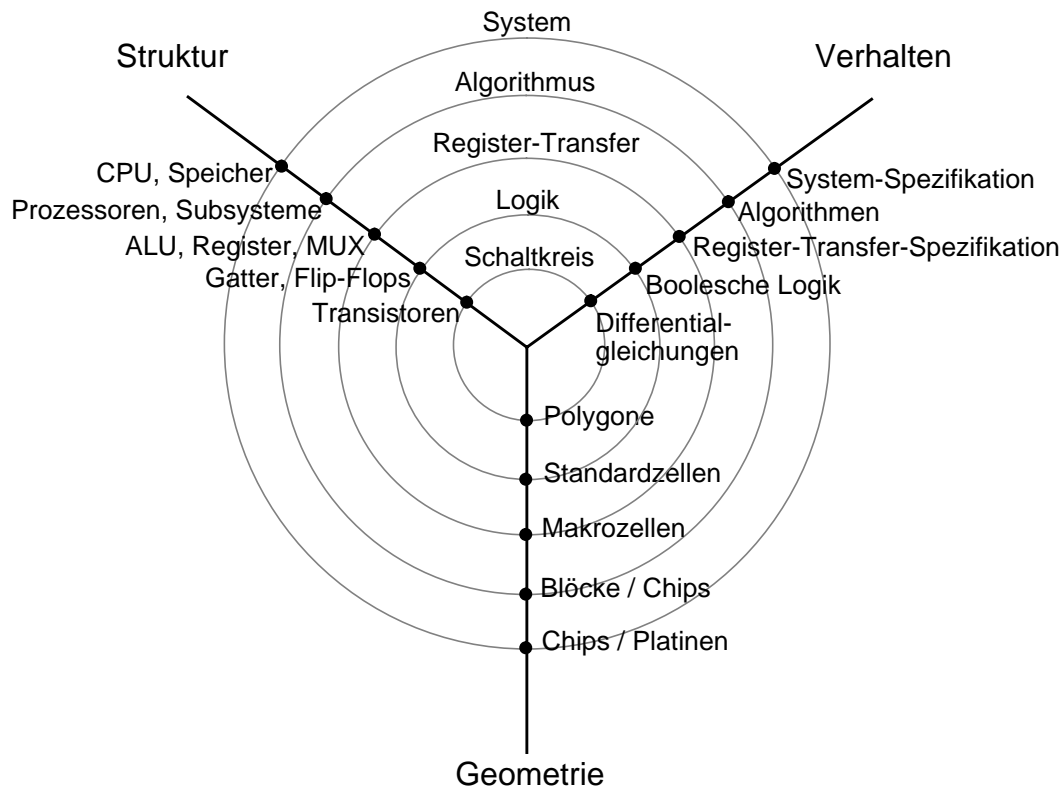 System
Struktur
Verhalten
Algorithmus
Register-Transfer
CPU, Speicher
System-Spezifikation
Logik
Prozessoren, Subsysteme
Algorithmen
ALU, Register, MUX
Register-Transfer-Spezifikation
Schaltkreis
Gatter, Flip-Flops
Boolesche Logik
Transistoren
Differential-
gleichungen
Polygone
Standardzellen
Makrozellen
Blöcke / Chips
Chips / Platinen
Geometrie